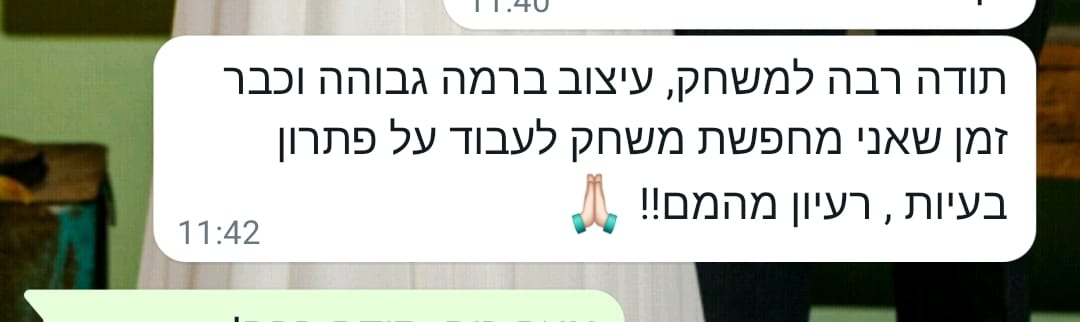 11:40
תודה רבה למשחק, עיצוב ברמה גבוהה וכבר
זמן שאני מחפשת משחק לעבוד על פתרון
בעיות , רעיון מהמם!! 🙏🏻
11:42